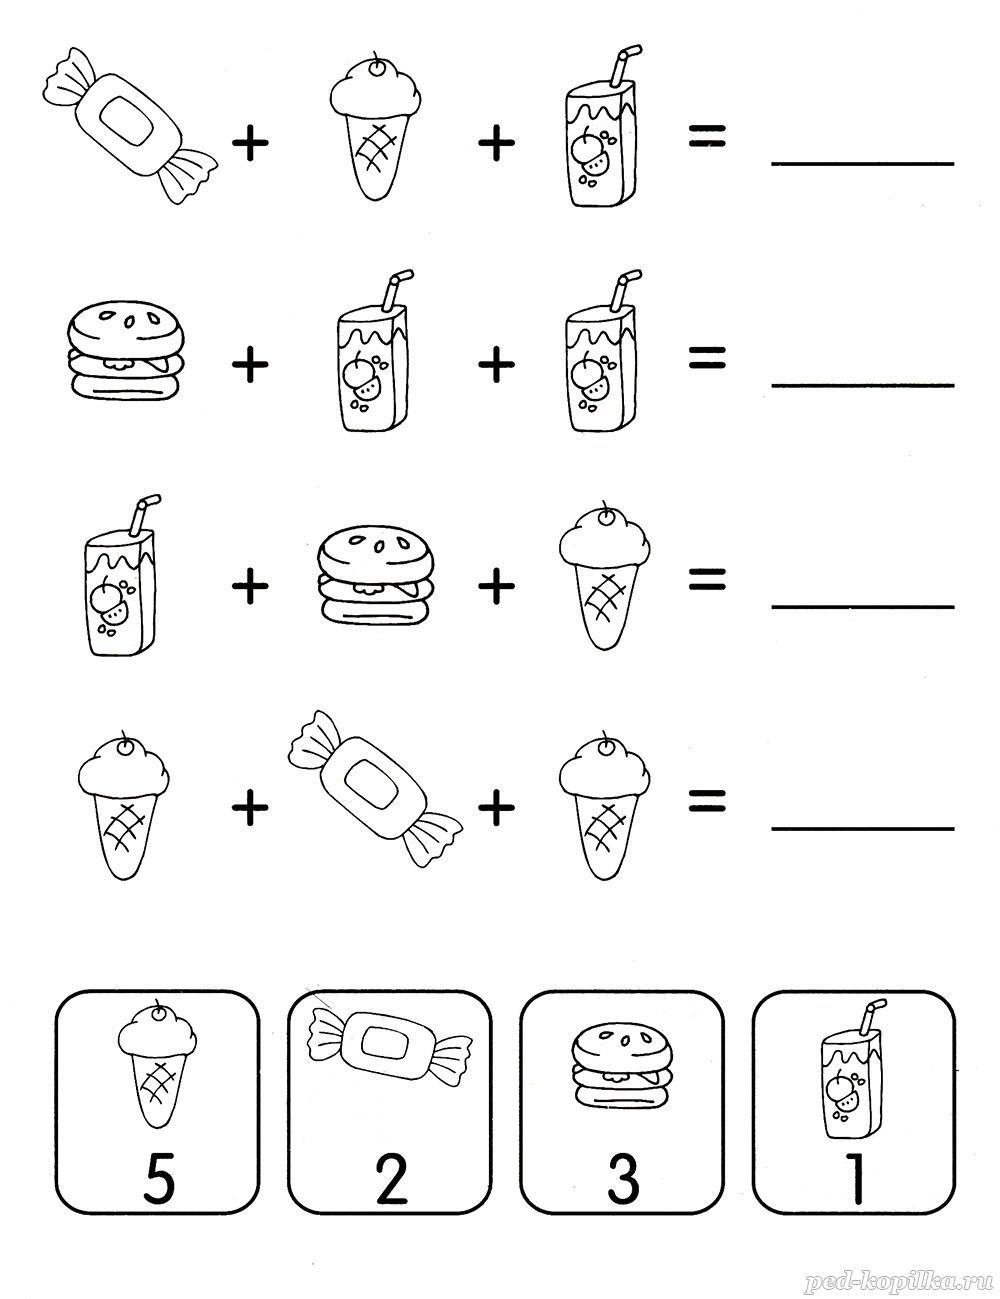 + + =
+ + =
+ + =
+ + =
5 2 3 1
ped-kopilka.ru